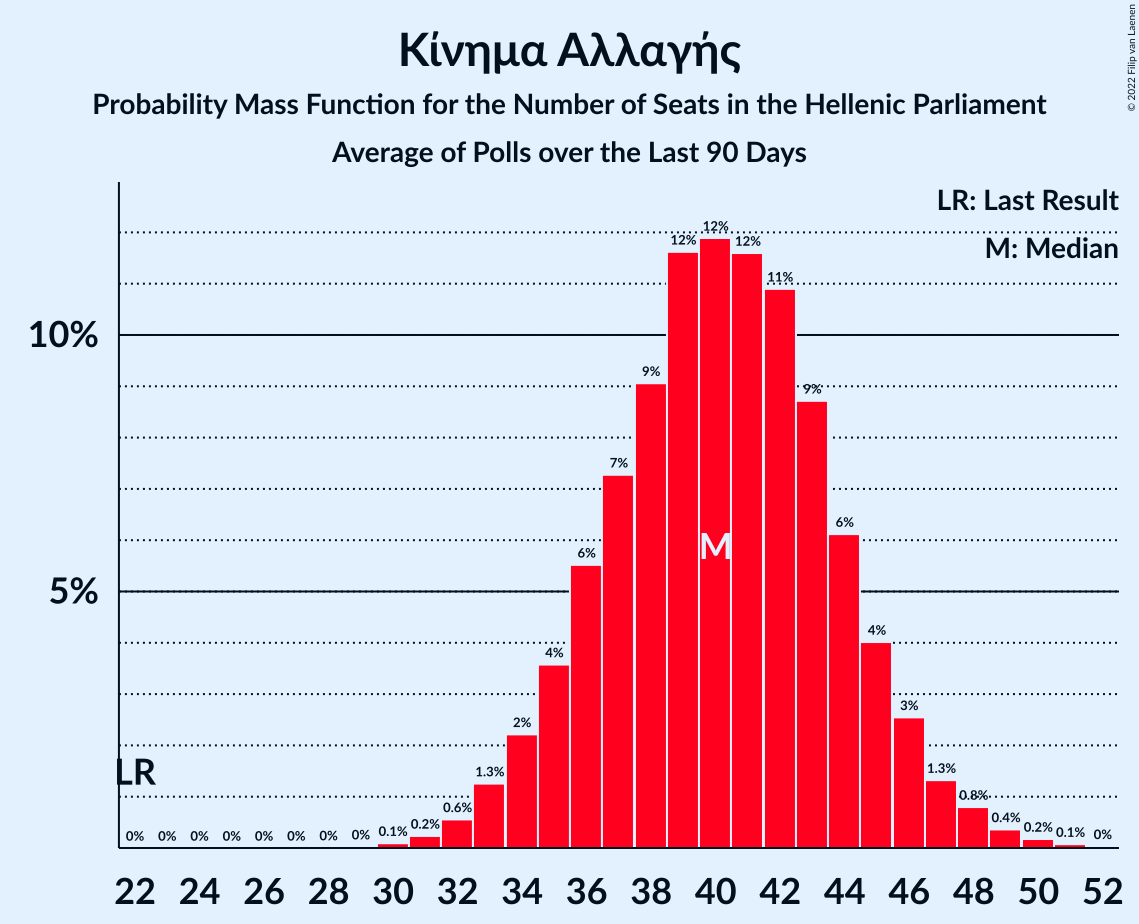 Κίνημα Αλλαγής
Probability Mass Function for the Number of Seats in the Hellenic Parliament
Average of Polls over the Last 90 Days
© 2022 Filip van Laenen
LR: Last Result
M: Median
10%
5%
LR
M
0% 0% 0% 0% 0% 0% 0% 0% 0.1% 0.2% 0.6% 1.3% 2% 4% 6% 7% 9% 12% 12% 12% 11% 9% 6% 4% 3% 1.3% 0.8% 0.4% 0.2% 0.1% 0%
22 24 26 28 30 32 34 36 38 40 42 44 46 48 50 52